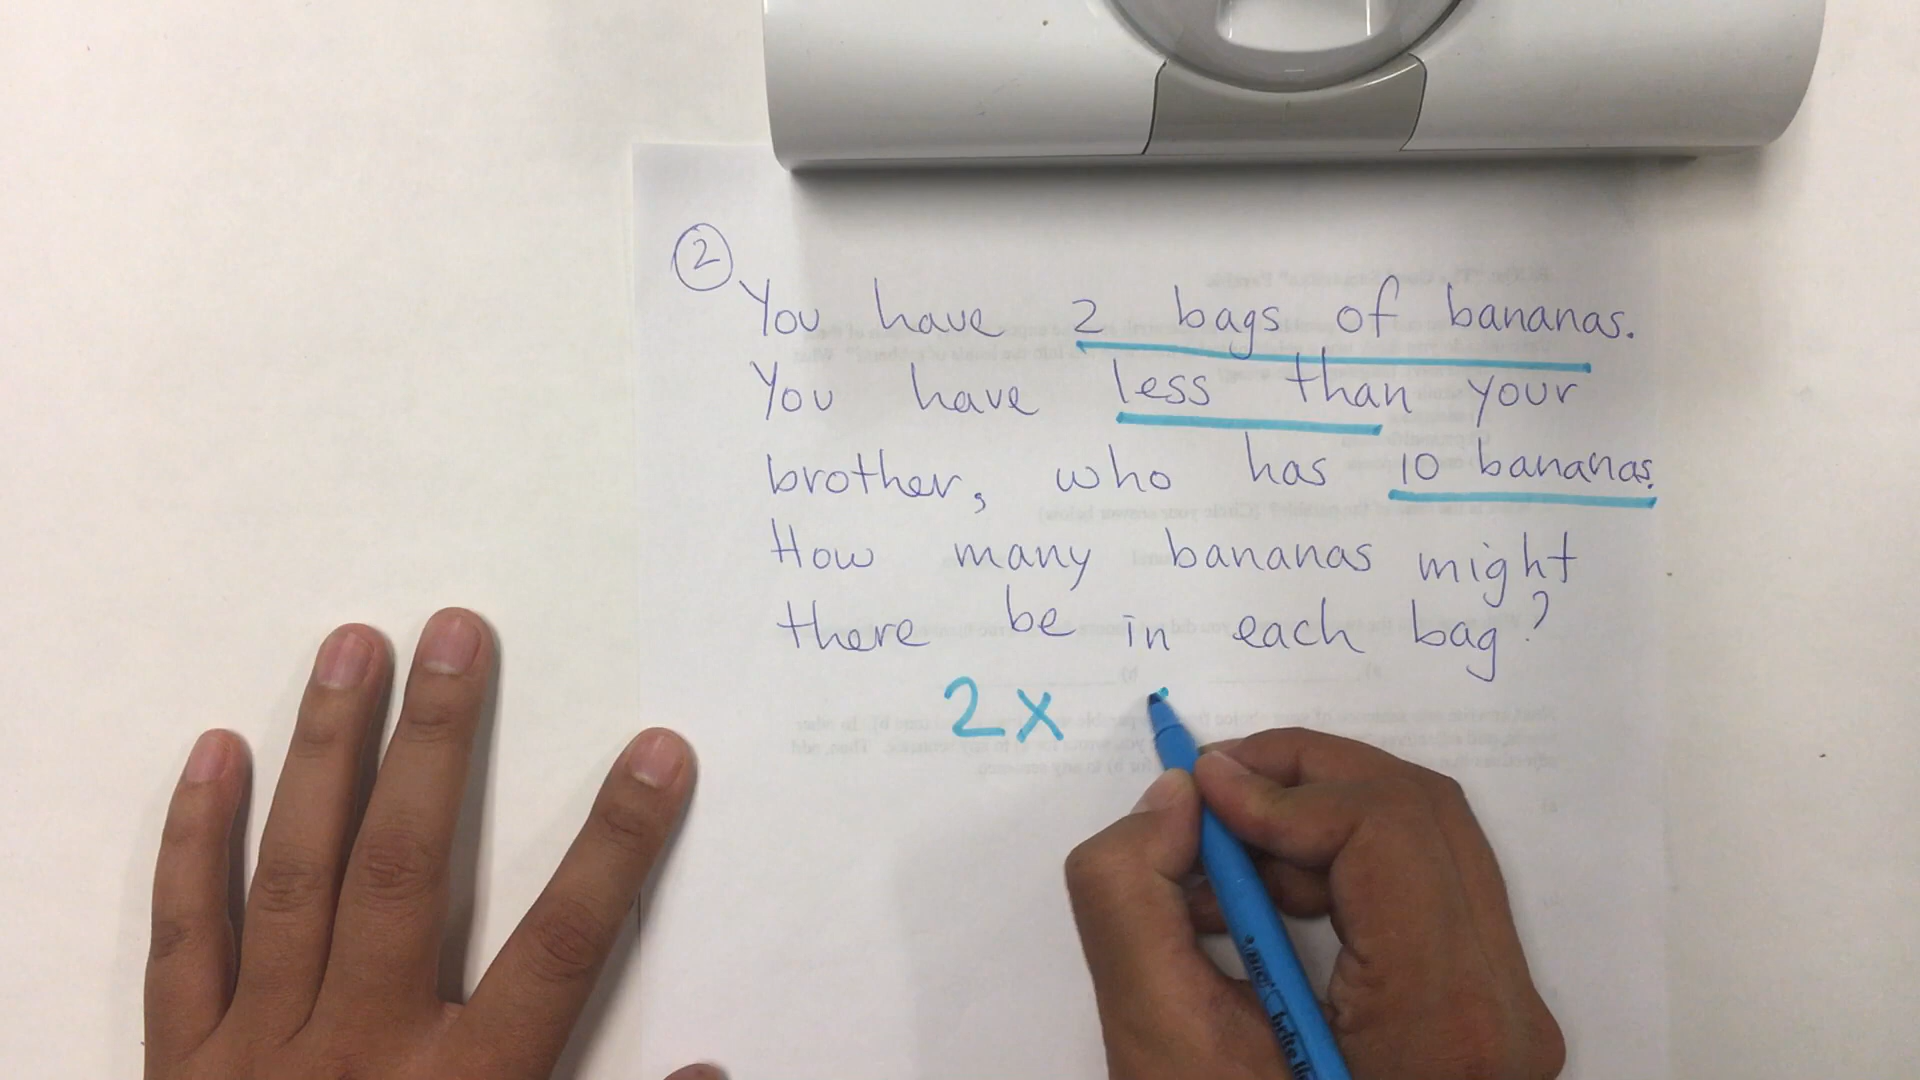 2
You have 2 bags of bananas.
You have less than your
brother, who has 10 bananas.
How many bananas might
there be in each bag?
2x